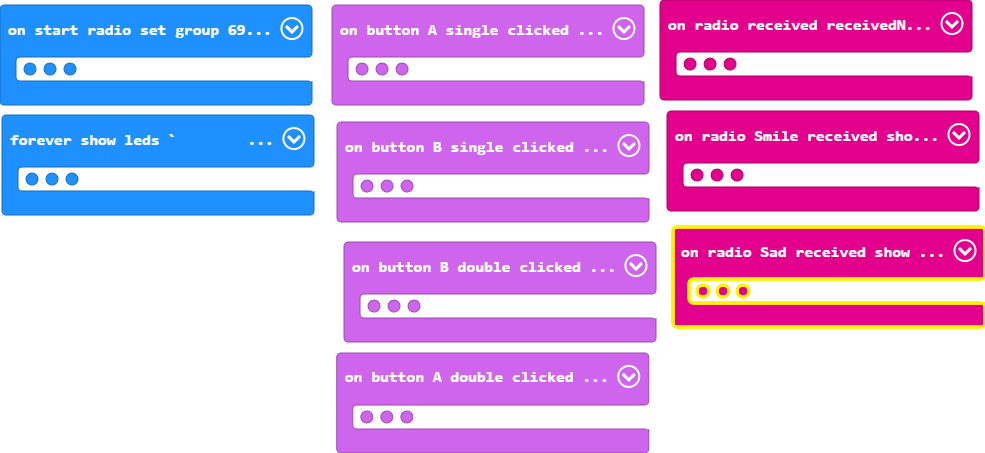 on start radio set group 69...
forever show leds ` ...
on button A single clicked ...
on button B single clicked ...
on button B double clicked ...
on button A double clicked ...
on radio received receivedN...
on radio Smile received sho...
on radio Sad received show ...